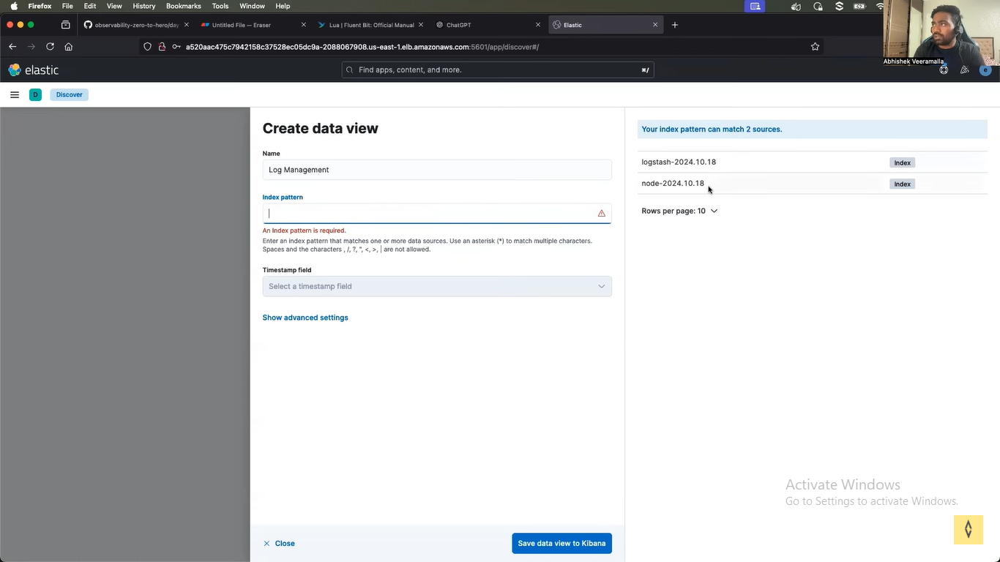 Firefox File Edit View History Bookmarks Tools Window Help
observability-zero-to-hero/day
Untitled File — Eraser
Lua | Fluent Bit: Official Manual
ChatGPT
Elastic
a520aac475c7942158c37528ec05dc9a-2088067908.us-east-1.elb.amazonaws.com:5601/app/discover#/
Abhishek Veeramalla
elastic
Find apps, content, and more.
⌘/
e
D
Discover
Create data view
Name
Log Management
Index pattern
An Index pattern is required.
Enter an index pattern that matches one or more data sources. Use an asterisk (*) to match multiple characters.
Spaces and the characters , /, ?, ", <, >, | are not allowed.
Timestamp field
Select a timestamp field
Show advanced settings
Close
Save data view to Kibana
Your index pattern can match 2 sources.
logstash-2024.10.18 Index
node-2024.10.18 Index
Rows per page: 10
Activate Windows
Go to Settings to activate Windows.